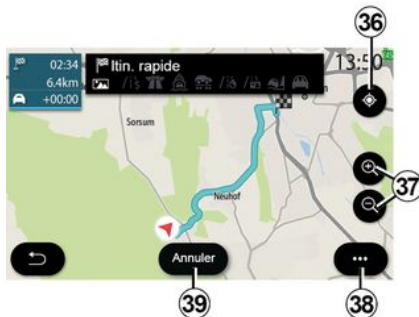 36
02:34
Itin. rapide
13:50
6.4km
+00:00
Sorsum
37
Neuhof
Annuler
39
38